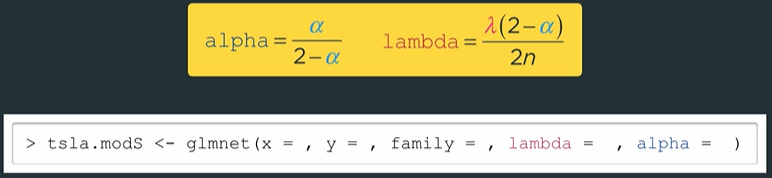 alpha = α / 2−α    lambda = λ(2−α) / 2n
> tsla.modS <- glmnet(x = , y = , family = , lambda =  , alpha =  )